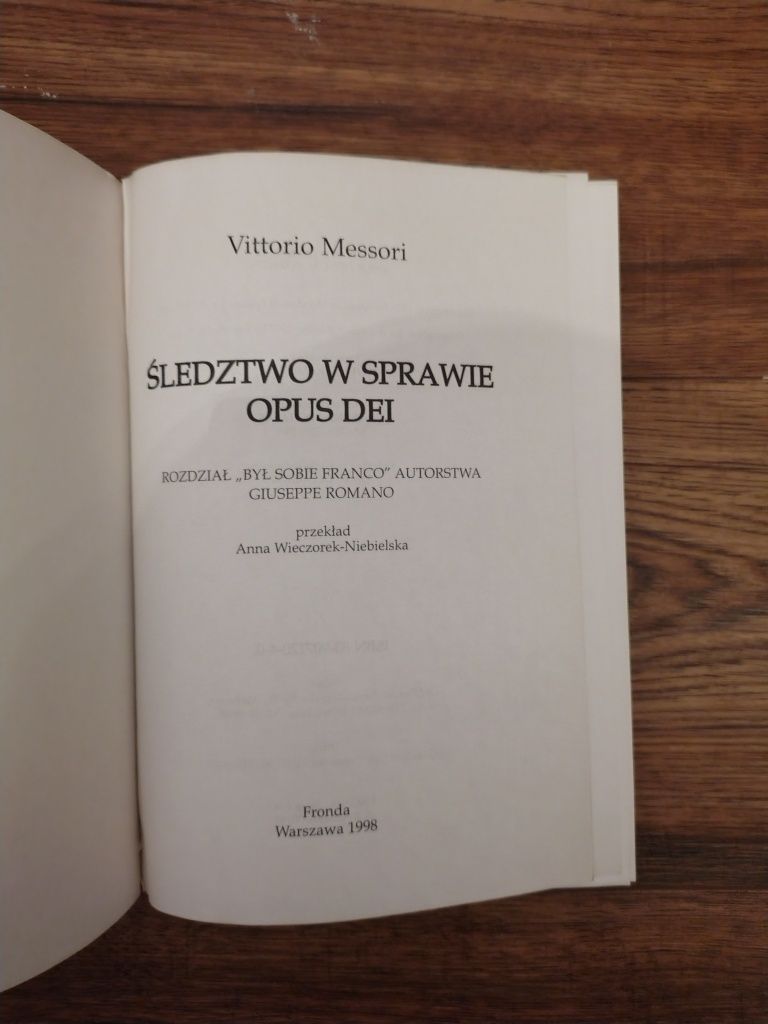 Vittorio Messori
ŚLEDZTWO W SPRAWIE
OPUS DEI
ROZDZIAŁ „BYŁ SOBIE FRANCO” AUTORSTWA
GIUSEPPE ROMANO
przekład
Anna Wieczorek-Niebielska
Fronda
Warszawa 1998